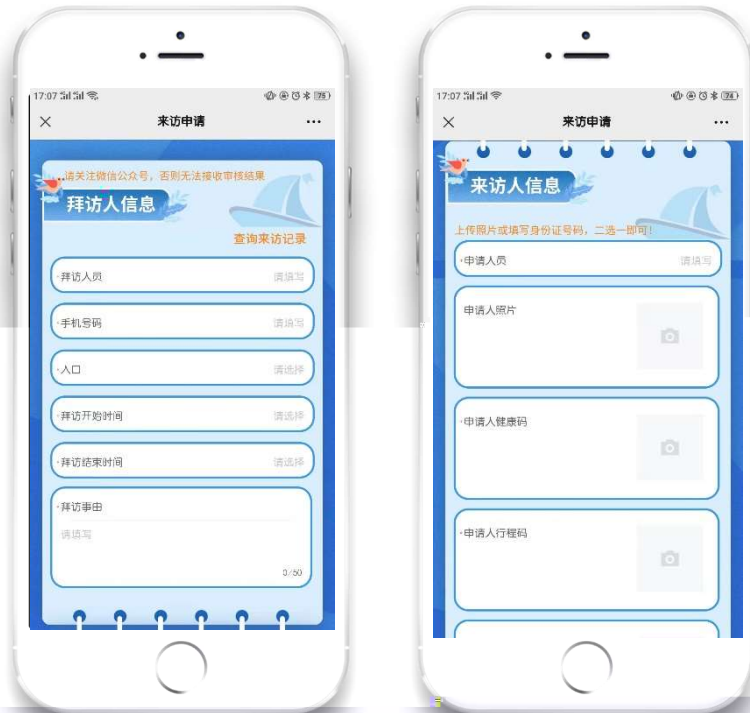 17:07
75
来访申请
...请关注微信公众号，否则无法接收审核结果
拜访人信息
查询来访记录
·拜访人员 请填写
·手机号码 请填写
·人口 请选择
·拜访开始时间 请选择
·拜访结束时间 请选择
·拜访事由
请填写
0/50
17:07
74
来访申请
来访人信息
上传照片或填写身份证号码，二选一即可!
·申请人员 请填写
申请人照片
·申请人健康码
·申请人行程码